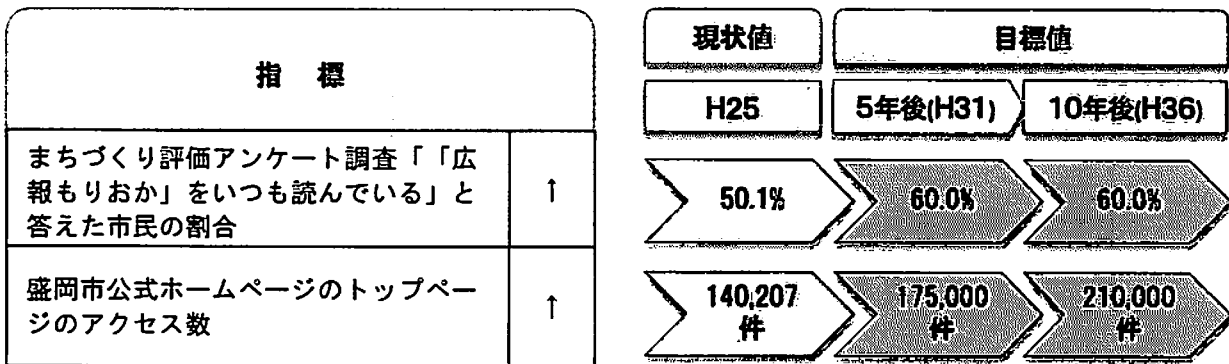 指 標
現状値
目標値
H25
5年後(H31)
10年後(H36)
まちづくり評価アンケート調査「「広
報もりおか」をいつも読んでいる」と
答えた市民の割合
↑
50.1%
60.0%
60.0%
盛岡市公式ホームページのトップペー
ジのアクセス数
↑
140,207
件
175,000
件
210,000
件